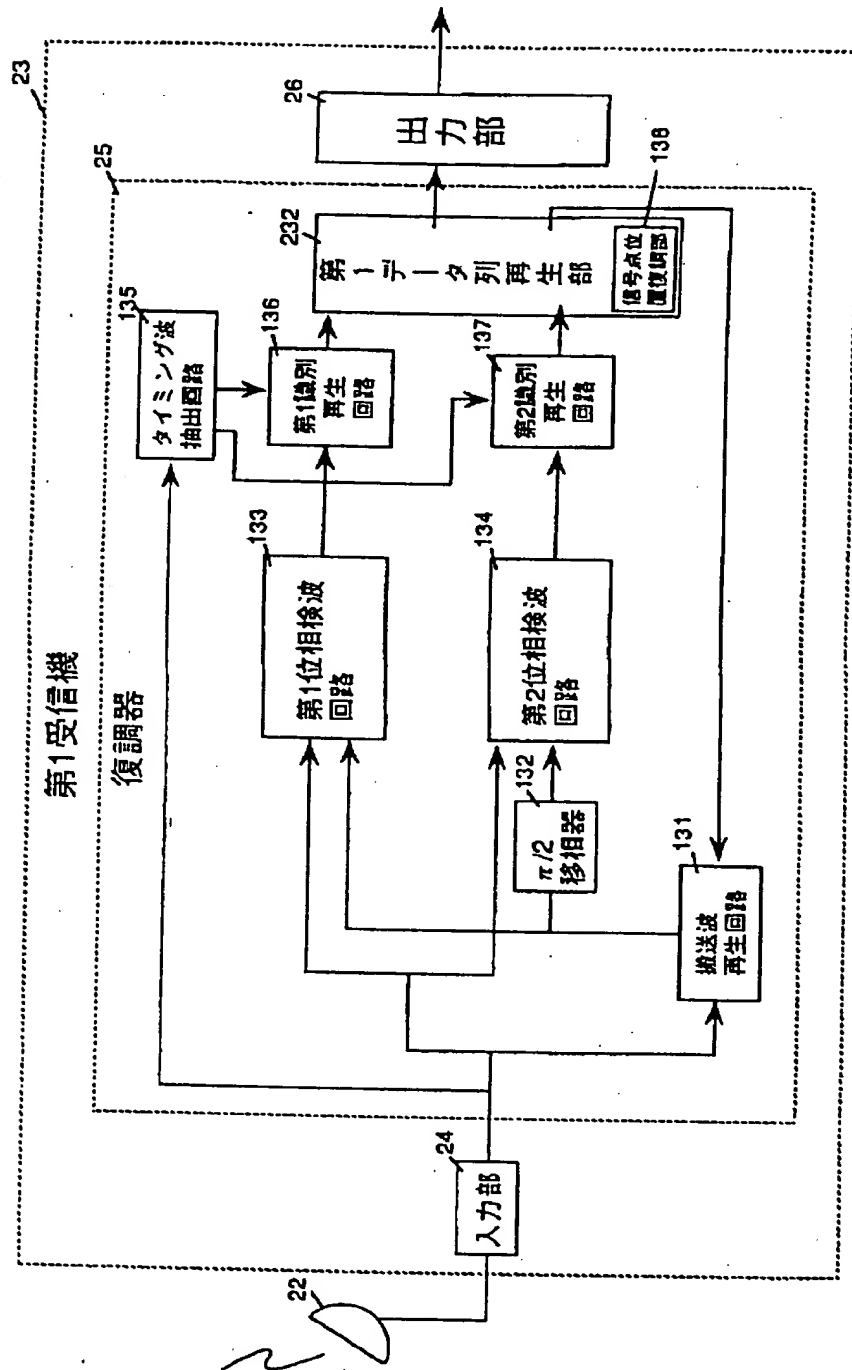 第1受信機
23
復調器
25
22
24
入力部
135
タイミング波
抽出回路
133
第1位相検波
回路
136
第1識別
再生
回路
134
第2位相検波
回路
137
第2識別
再生
回路
132
π/2
移相器
131
搬送波
再生回路
232
第1データ列再生部
138
信号点位
置復調部
26
出力部